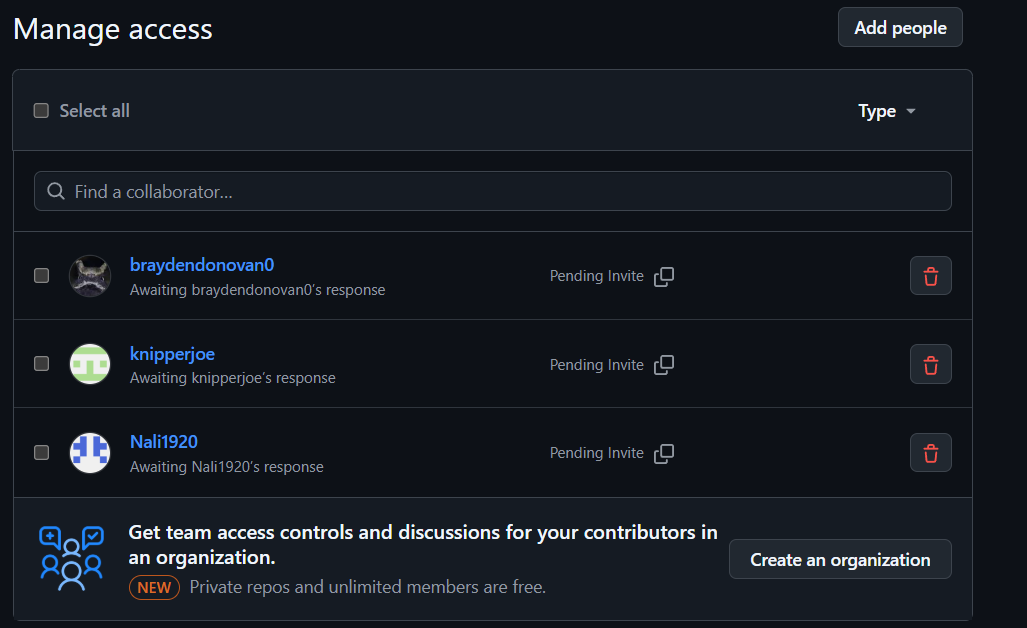 Manage access
Add people
Select all
Type
Find a collaborator...
braydendonovan0
Awaiting braydendonovan0's response
Pending Invite
knipperjoe
Awaiting knipperjoe's response
Pending Invite
Nali1920
Awaiting Nali1920's response
Pending Invite
Get team access controls and discussions for your contributors in
an organization.
NEW Private repos and unlimited members are free.
Create an organization